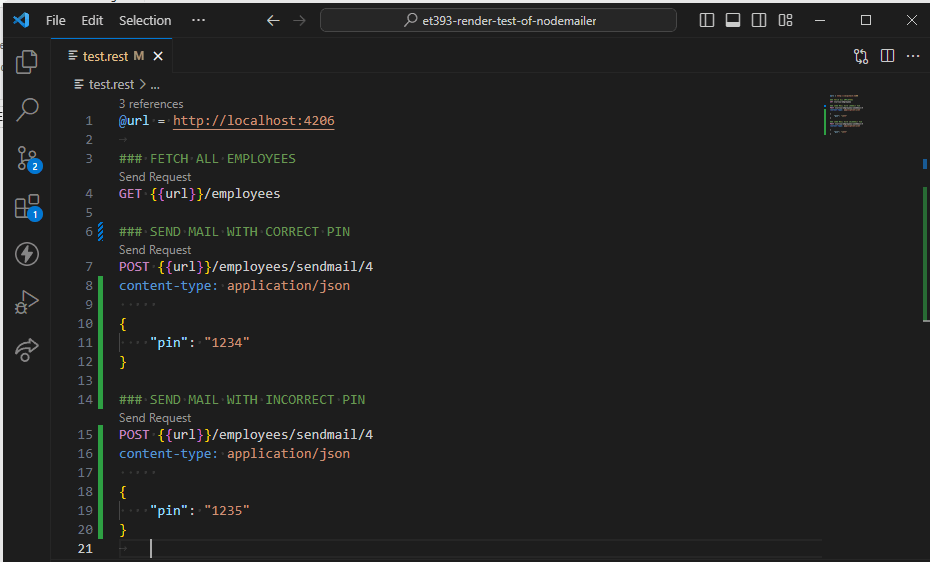 File Edit Selection ··· et393-render-test-of-nodemailer
test.rest M
test.rest > ...
3 references
1 @url = http://localhost:4206
2
3 ### FETCH ALL EMPLOYEES
Send Request
4 GET {{url}}/employees
5
6 ### SEND MAIL WITH CORRECT PIN
Send Request
7 POST {{url}}/employees/sendmail/4
8 content-type: application/json
9
10 {
11 "pin": "1234"
12 }
13
14 ### SEND MAIL WITH INCORRECT PIN
Send Request
15 POST {{url}}/employees/sendmail/4
16 content-type: application/json
17
18 {
19 "pin": "1235"
20 }
21
2
1